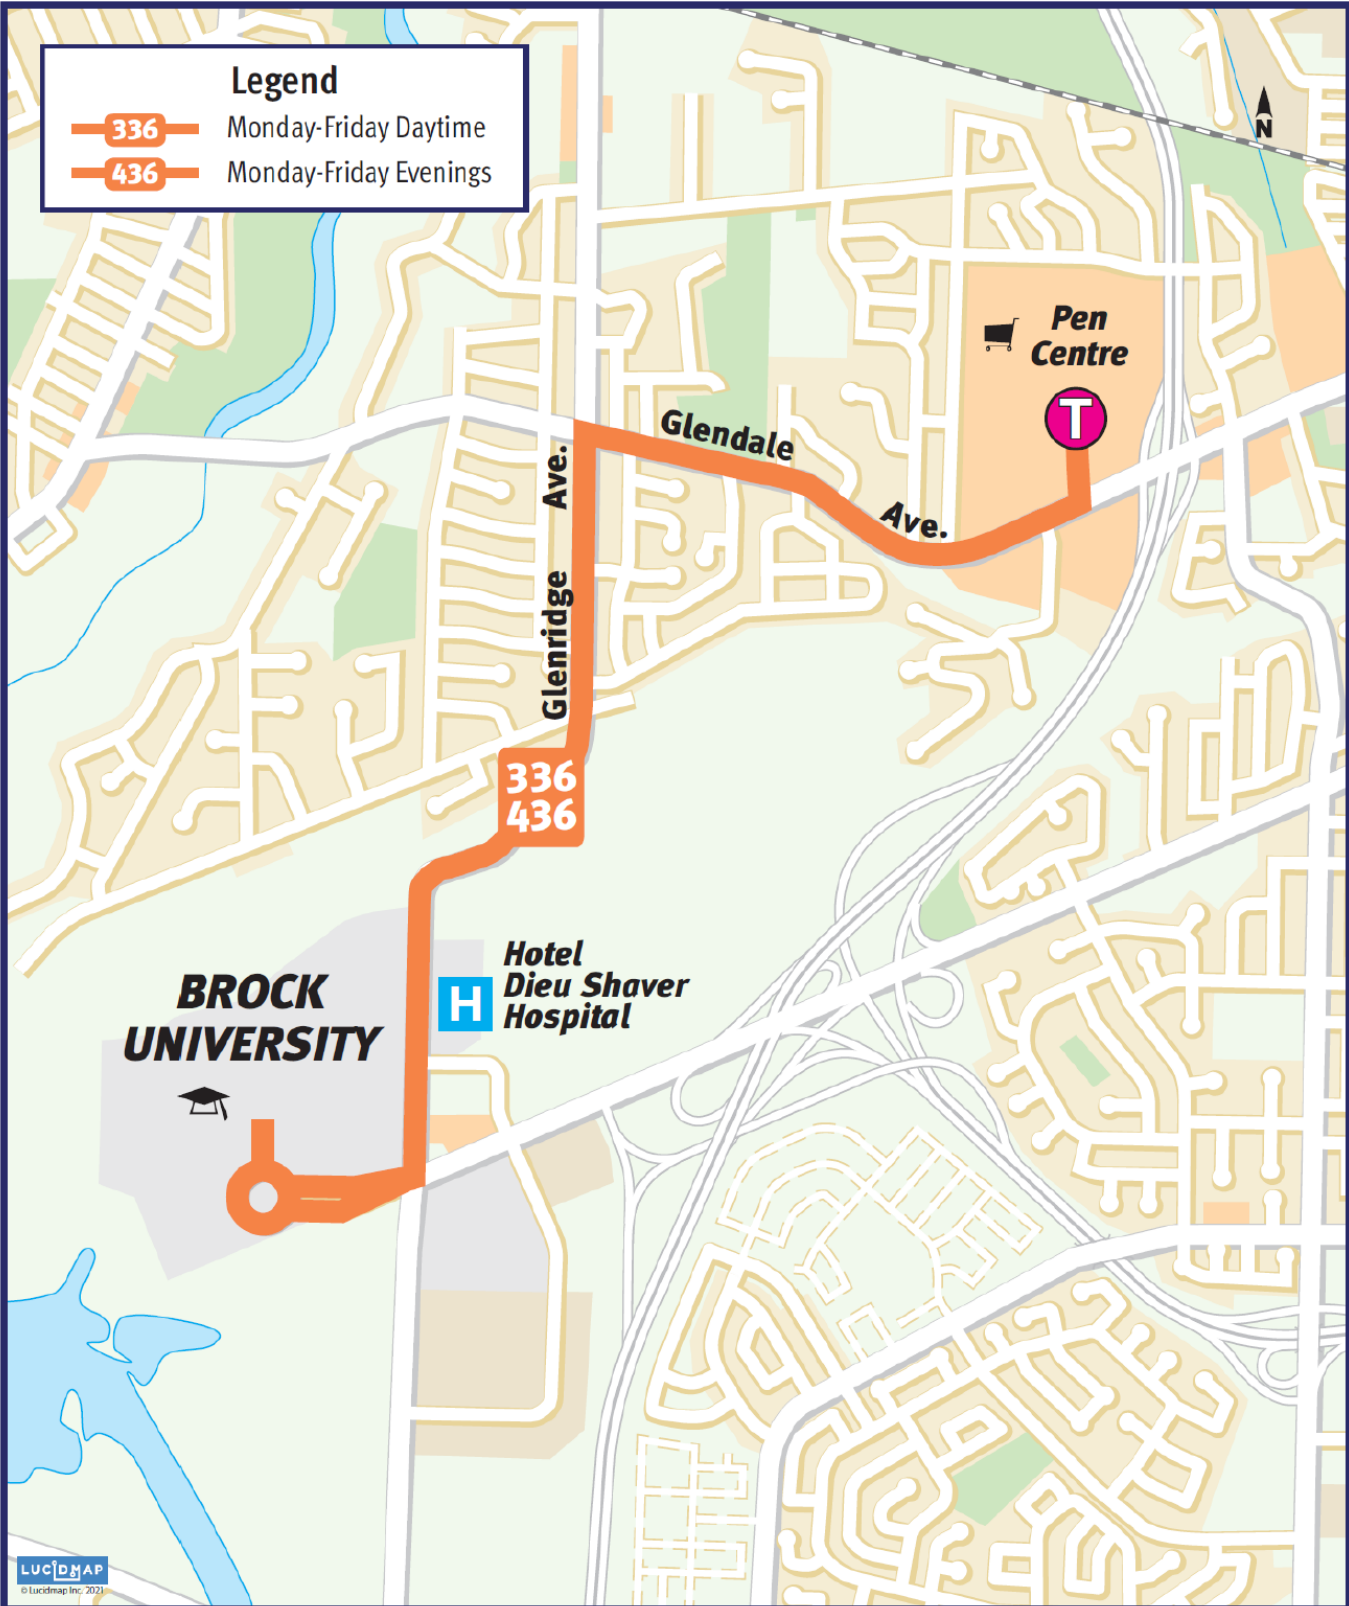 Legend
336 Monday-Friday Daytime
436 Monday-Friday Evenings
N
Pen
Centre
T
Glendale
Ave.
Glenridge Ave.
336
436
Hotel
Dieu Shaver
Hospital
H
BROCK
UNIVERSITY
LUCIDMAP
© Lucidmap Inc. 2021